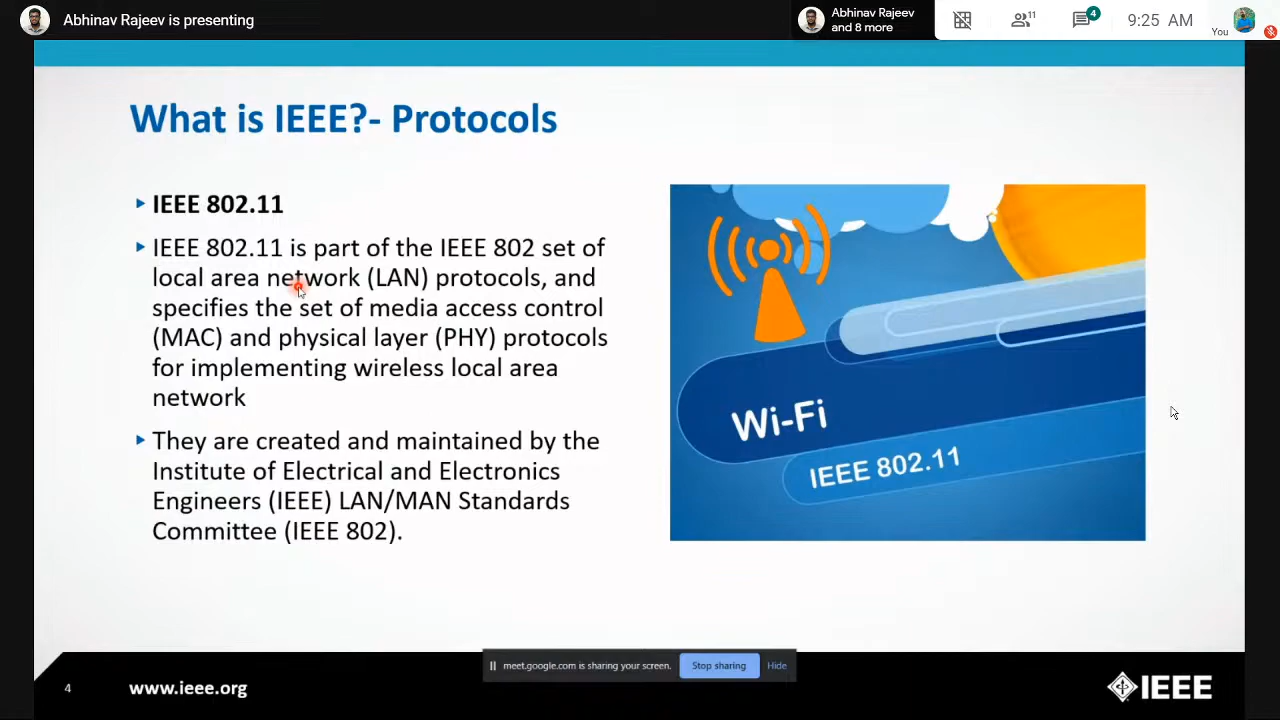 Abhinav Rajeev is presenting
Abhinav Rajeev
and 8 more
11
4
9:25 AM
You
What is IEEE?- Protocols
IEEE 802.11
IEEE 802.11 is part of the IEEE 802 set of
local area network (LAN) protocols, and
specifies the set of media access control
(MAC) and physical layer (PHY) protocols
for implementing wireless local area
network
They are created and maintained by the
Institute of Electrical and Electronics
Engineers (IEEE) LAN/MAN Standards
Committee (IEEE 802).
Wi-Fi
IEEE 802.11
meet.google.com is sharing your screen.
Stop sharing
Hide
4
www.ieee.org
IEEE